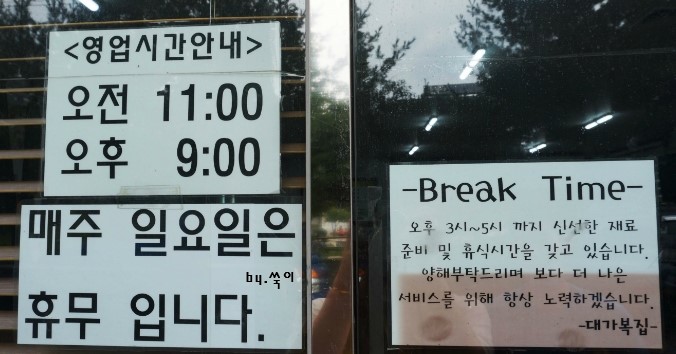 <영업시간안내>
오전 11:00
오후 9:00
매주 일요일은
by.쑥이
휴무 입니다.
-Break Time-
오후 3시~5시 까지 신선한 재료
준비 및 휴식시간을 갖고 있습니다.
양해부탁드리며 보다 더 나은
서비스를 위해 항상 노력하겠습니다.
-대가복집-